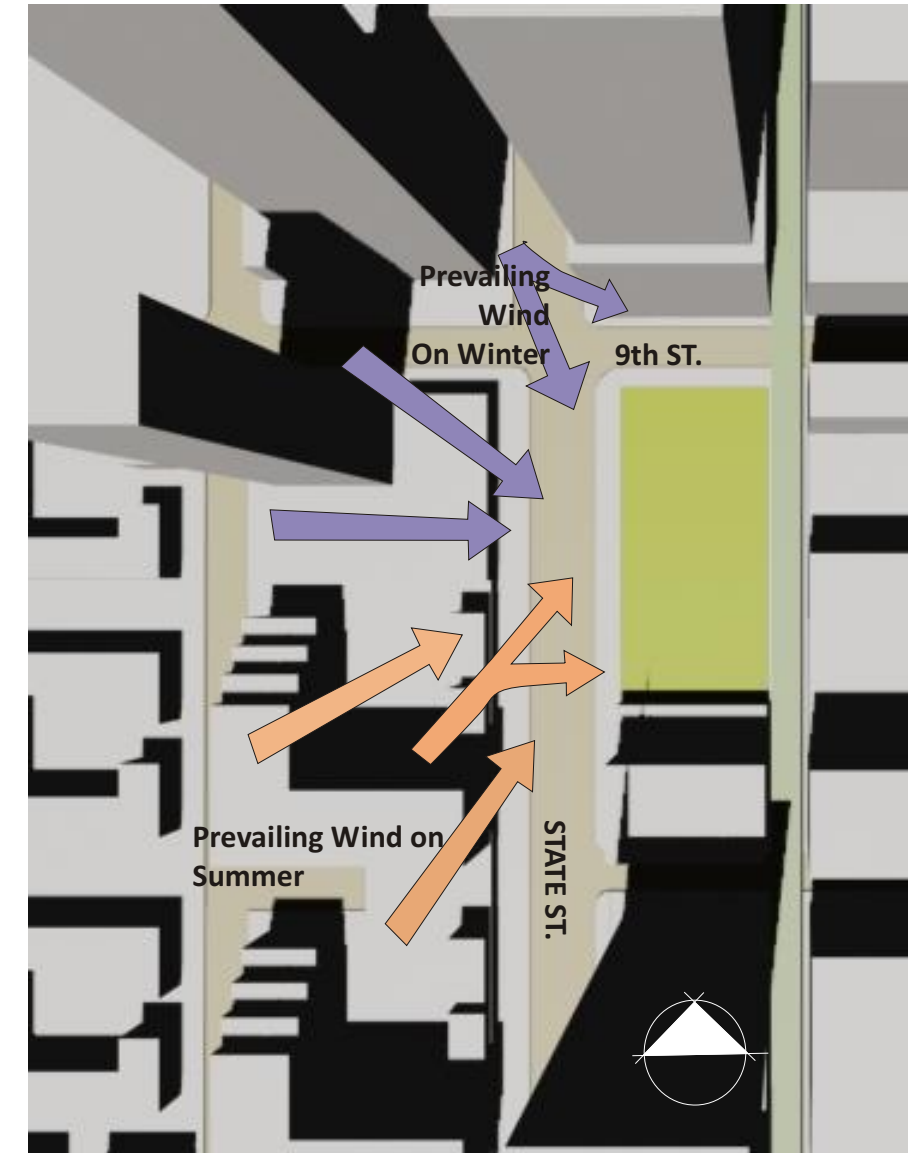 Prevailing
Wind
On Winter
9th ST.
Prevailing Wind on
Summer
STATE ST.